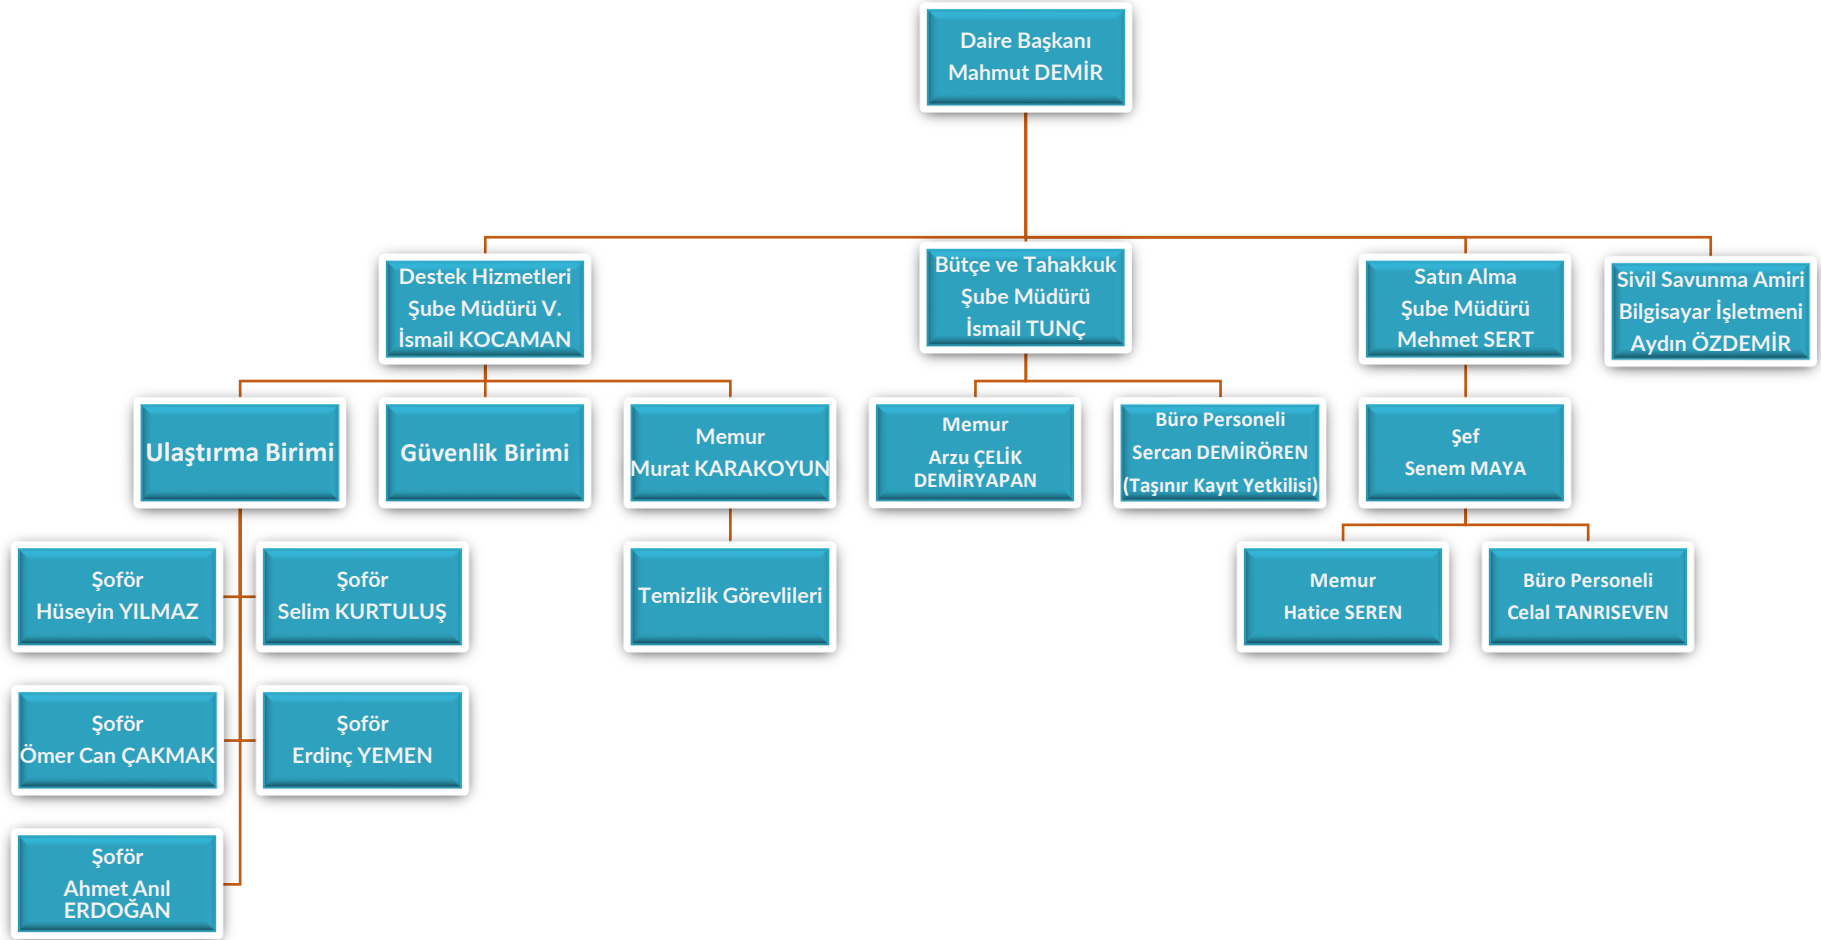 Daire Başkanı
Mahmut DEMİR
Destek Hizmetleri
Şube Müdürü V.
İsmail KOCAMAN
Bütçe ve Tahakkuk
Şube Müdürü
İsmail TUNÇ
Satın Alma
Şube Müdürü
Mehmet SERT
Sivil Savunma Amiri
Bilgisayar İşletmeni
Aydın ÖZDEMİR
Ulaştırma Birimi
Güvenlik Birimi
Memur
Murat KARAKOYUN
Memur
Arzu ÇELİK
DEMİRYAPAN
Büro Personeli
Sercan DEMİRÖREN
(Taşınır Kayıt Yetkilisi)
Şef
Senem MAYA
Şoför
Hüseyin YILMAZ
Şoför
Selim KURTULUŞ
Temizlik Görevlileri
Memur
Hatice SEREN
Büro Personeli
Celal TANRISEVEN
Şoför
Ömer Can ÇAKMAK
Şoför
Erdinç YEMEN
Şoför
Ahmet Anıl
ERDOĞAN